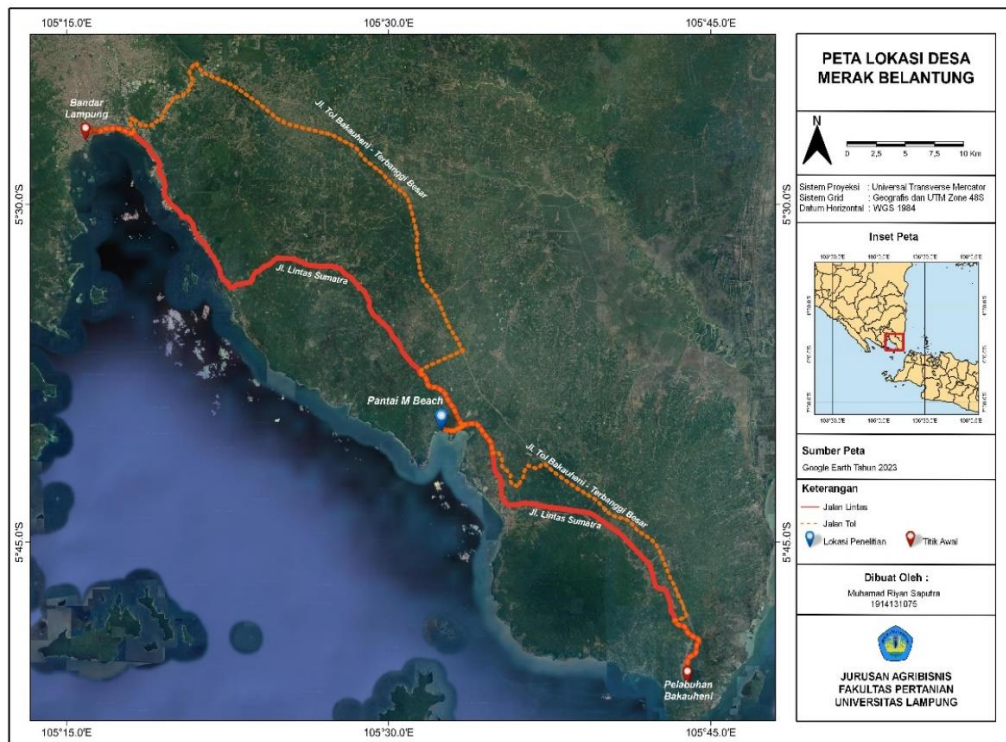 105°15.0'E
105°30.0'E
105°45.0'E
Bandar
Lampung
Jl. Tol Bakauheni - Terbanggi Besar
5°30.0'S
5°30.0'S
Jl. Lintas Sumatra
Pantai M Beach
Jl. Tol Bakauheni - Terbanggi Besar
Jl. Lintas Sumatra
5°45.0'S
5°45.0'S
Pelabuhan
Bakauheni
105°15.0'E
105°30.0'E
105°45.0'E
PETA LOKASI DESA
MERAK BELANTUNG
N
0 2,5 5 7,5 10 Km
Sistem Proyeksi : Universal Transverse Mercator
Sistem Grid : Geografis dan UTM Zone 48S
Datum Horizontal : WGS 1984
Inset Peta
Sumber Peta
Google Earth Tahun 2023
Keterangan
Jalan Lintas
Jalan Tol
Lokasi Penelitian
Titik Awal
Dibuat Oleh :
Muhamad Riyan Saputra
1914131075
JURUSAN AGRIBISNIS
FAKULTAS PERTANIAN
UNIVERSITAS LAMPUNG